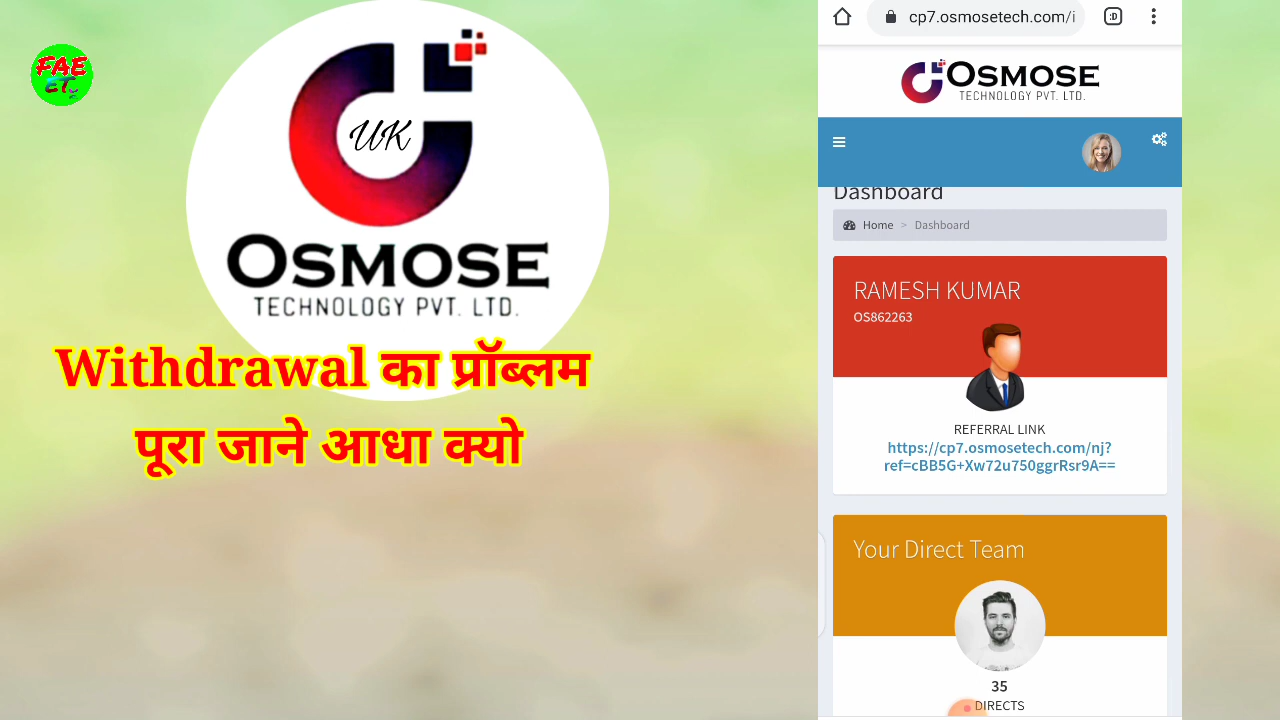 FAE
ET
UK
OSMOSE
TECHNOLOGY PVT. LTD.
Withdrawal का प्रॉब्लम
पूरा जाने आधा क्यो
cp7.osmosetech.com/i
:D
OSMOSE
TECHNOLOGY PVT. LTD.
Dashboard
Home > Dashboard
RAMESH KUMAR
OS862263
REFERRAL LINK
https://cp7.osmosetech.com/nj?
ref=cBB5G+Xw72u750ggrRsr9A==
Your Direct Team
35
DIRECTS